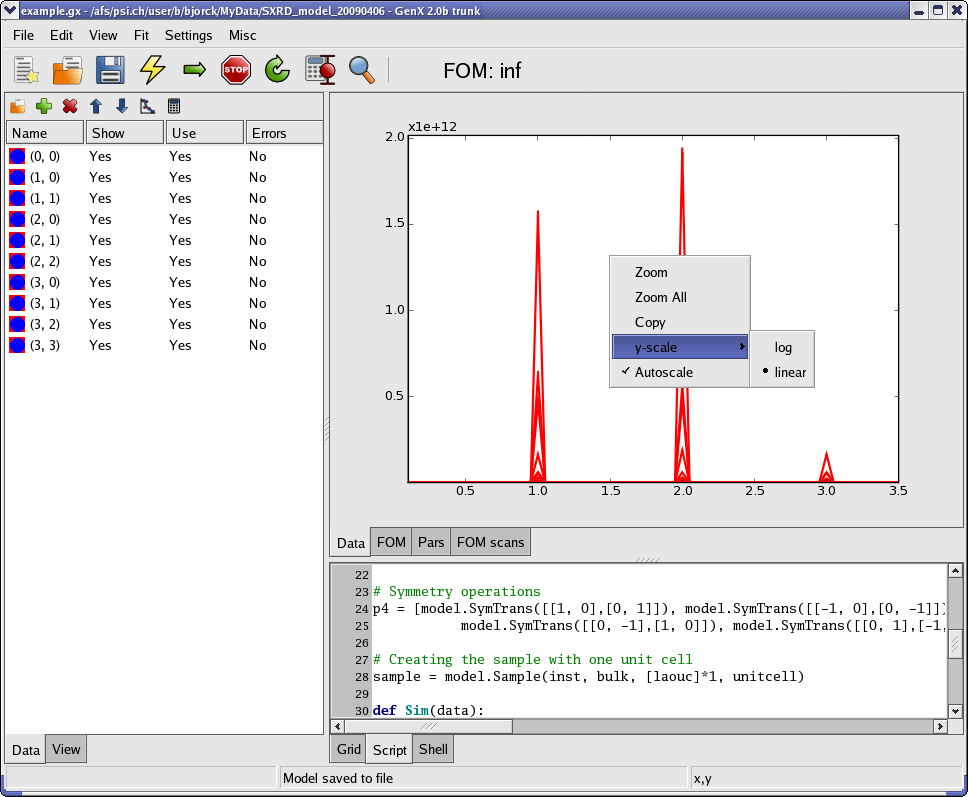 example.gx - /afs/psi.ch/user/b/bjorck/MyData/SXRD_model_20090406 - GenX 2.0b trunk
File Edit View Fit Settings Misc
STOP
FOM: inf
Name Show Use Errors
(0, 0) Yes Yes No
(1, 0) Yes Yes No
(1, 1) Yes Yes No
(2, 0) Yes Yes No
(2, 1) Yes Yes No
(2, 2) Yes Yes No
(3, 0) Yes Yes No
(3, 1) Yes Yes No
(3, 2) Yes Yes No
(3, 3) Yes Yes No
Data View
x1e+12
2.0
1.5
1.0
0.5
0.5 1.0 1.5 2.0 2.5 3.0 3.5
Zoom
Zoom All
Copy
y-scale
Autoscale
log
linear
Data FOM Pars FOM scans
22
23 # Symmetry operations
24 p4 = [model.SymTrans([[1, 0],[0, 1]]), model.SymTrans([[-1, 0],[0, -1]])
25 model.SymTrans([[0, -1],[1, 0]]), model.SymTrans([[0, 1],[-1,
26
27 # Creating the sample with one unit cell
28 sample = model.Sample(inst, bulk, [laouc]*1, unitcell)
29
30 def Sim(data):
Grid Script Shell
Model saved to file
x,y